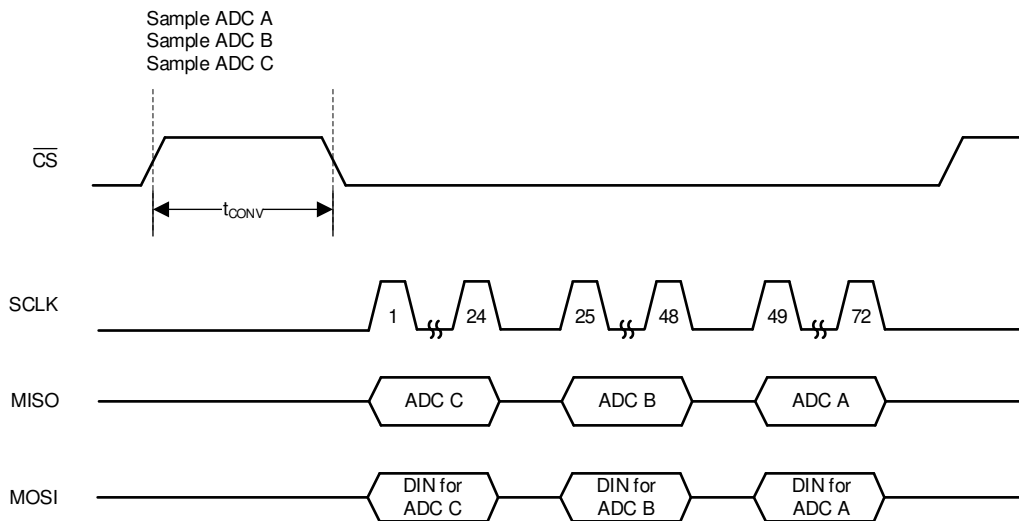 Sample ADC A
Sample ADC B
Sample ADC C
CS
tCONV
SCLK
1
24
25
48
49
72
MISO
ADC C
ADC B
ADC A
MOSI
DIN for
ADC C
DIN for
ADC B
DIN for
ADC A